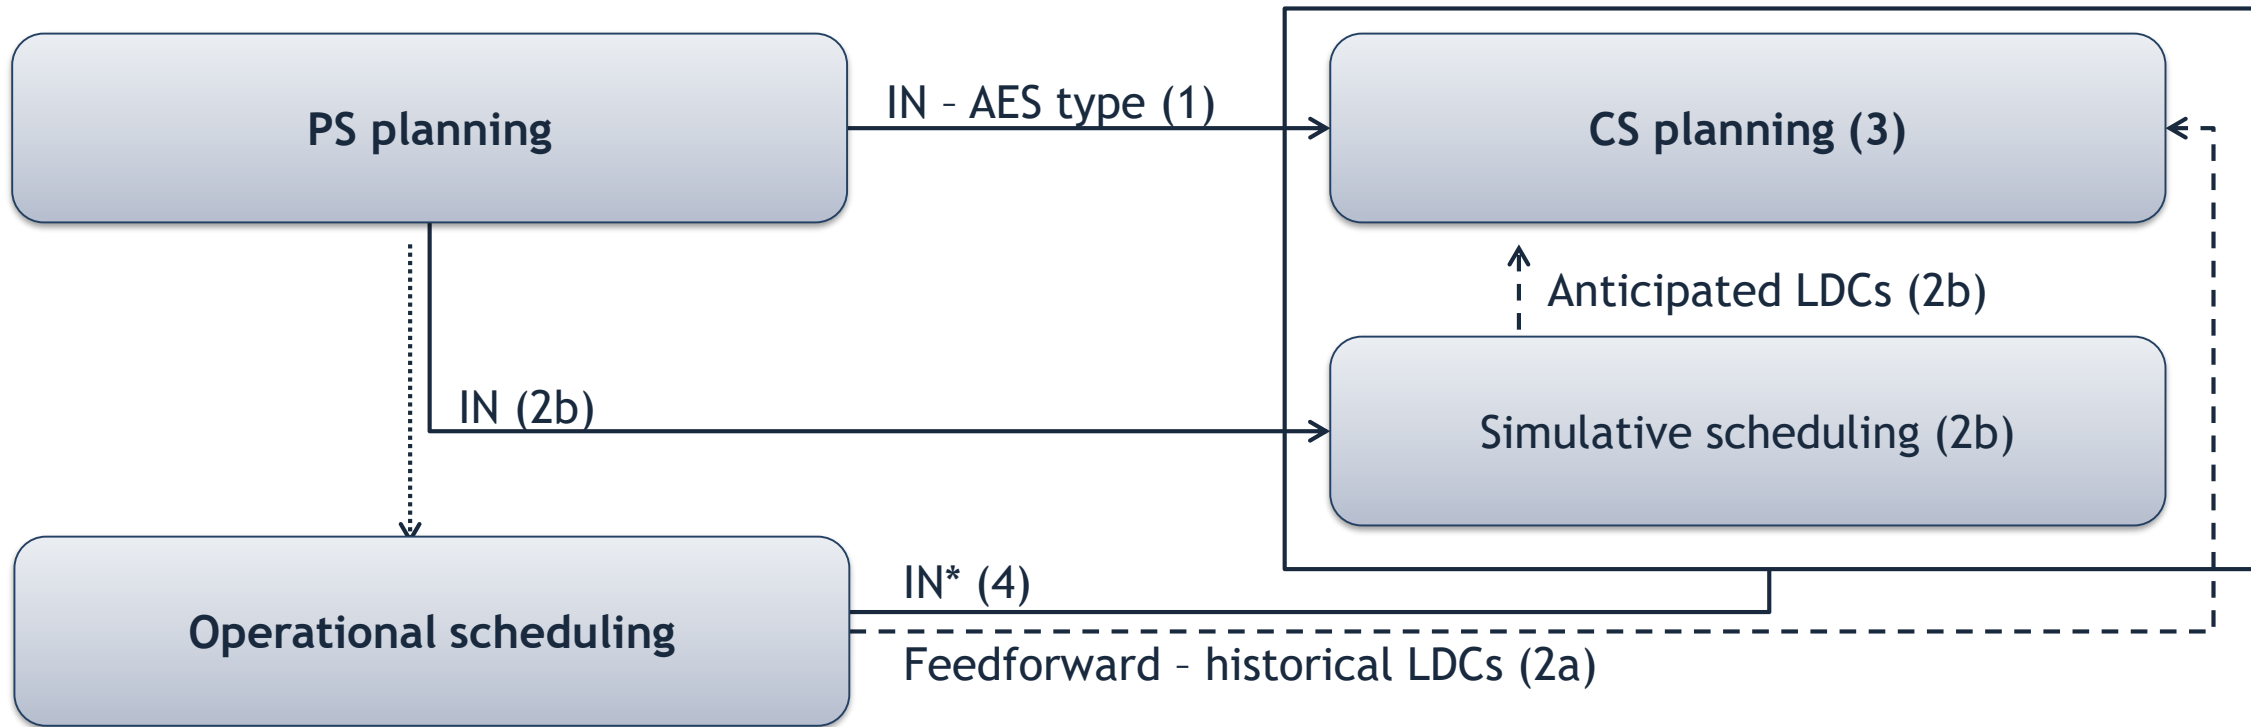 PS planning
IN – AES type (1)
CS planning (3)
Anticipated LDCs (2b)
IN (2b)
Simulative scheduling (2b)
IN* (4)
Operational scheduling
Feedforward – historical LDCs (2a)